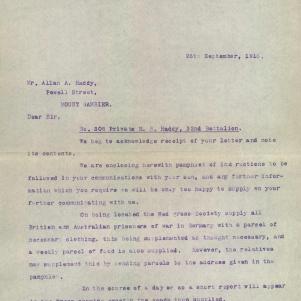 25th September, 1916.
Mr. Allan A. Haddy,
Powell Street,
MOUNT GAMBIER.
Dear Sir,
Re. 306 Private H. S. Haddy, 32nd Battalion.
We beg to acknowledge receipt of your letter and note
its contents.
We are enclosing herewith pamphlet of instructions to be
followed in your communications with your son, and any further infor-
mation which you require we will be only too happy to supply on your
further communicating with us.
On being located the Red Cross Society supply all
British and Australian prisoners of war in Germany with a parcel of
necessary clothing, this being supplemented as thought necessary, and
a weekly parcel of food is also supplied. However, the relatives
may supplement this by sending parcels to the address given in the
pamphlet.
In the course of a day or so a short report will appear